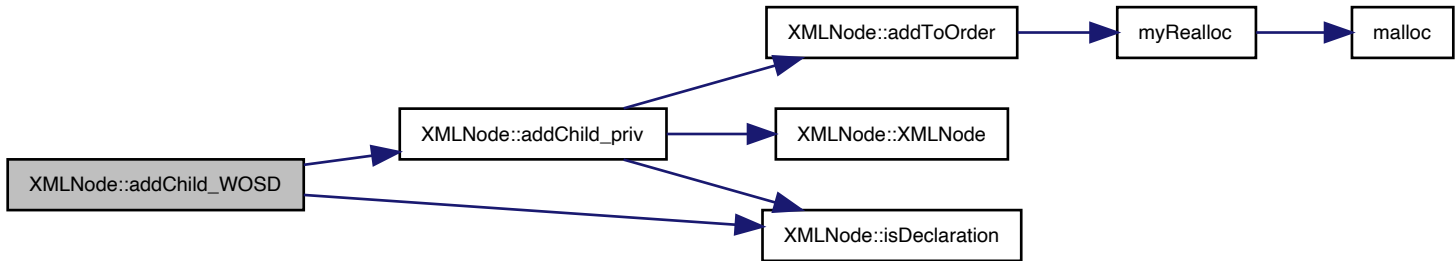 XMLNode::addToOrder
myRealloc
malloc
XMLNode::addChild_priv
XMLNode::XMLNode
XMLNode::addChild_WOSD
XMLNode::isDeclaration